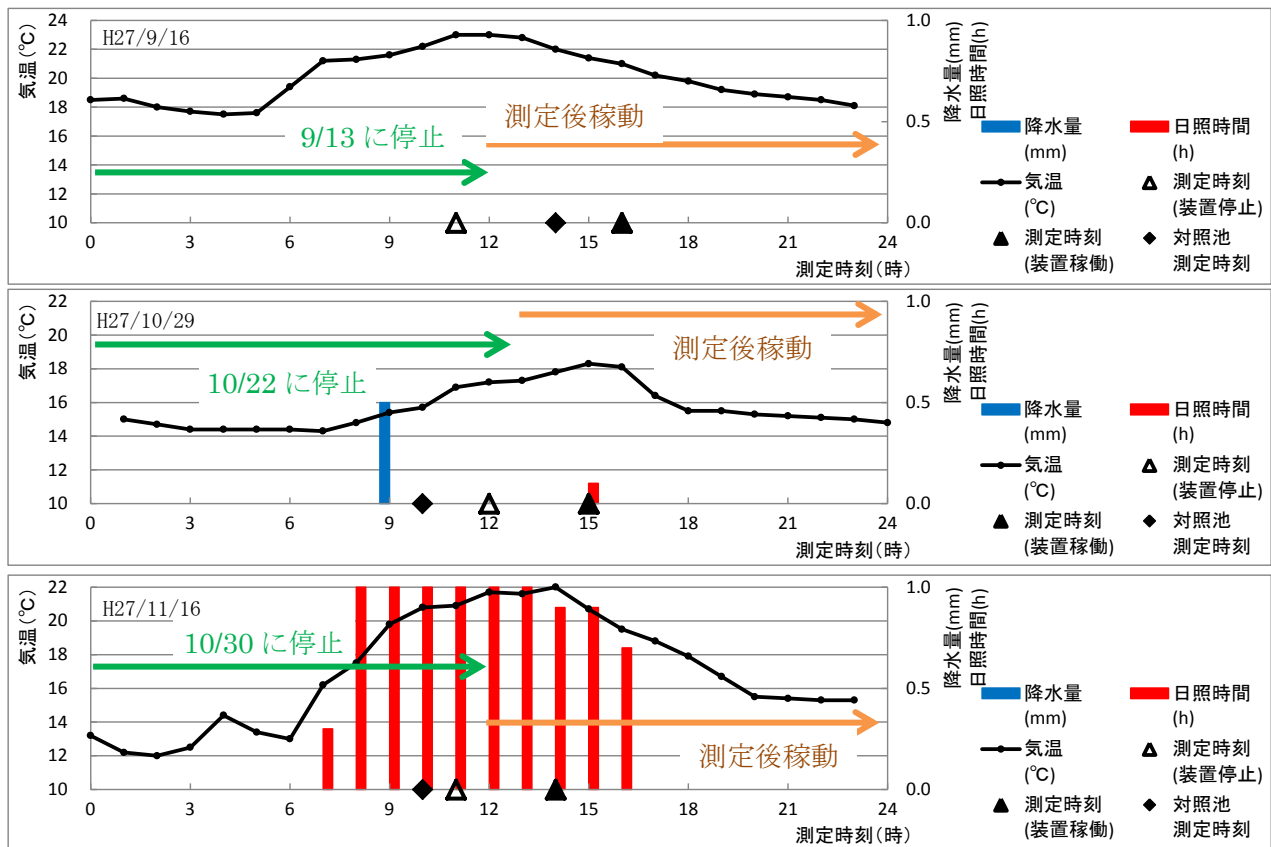 H27/9/16
気温(℃)
24
22
20
18
16
14
12
10
1.0
0.5
0.0
降水量(mm)
日照時間(h)
9/13 に停止
測定後稼動
0 3 6 9 12 15 18 21 24
測定時刻(時)
降水量
(mm)
日照時間
(h)
気温
(℃)
測定時刻
(装置停止)
測定時刻
(装置稼働)
対照池
測定時刻
H27/10/29
気温(℃)
22
20
18
16
14
12
10
1.0
0.5
0.0
降水量(mm)
日照時間(h)
10/22 に停止
測定後稼動
0 3 6 9 12 15 18 21 24
測定時刻(時)
降水量
(mm)
日照時間
(h)
気温
(℃)
測定時刻
(装置停止)
測定時刻
(装置稼働)
対照池
測定時刻
H27/11/16
気温(℃)
22
20
18
16
14
12
10
1.0
0.5
0.0
降水量(mm)
日照時間(h)
10/30 に停止
測定後稼動
0 3 6 9 12 15 18 21 24
測定時刻(時)
降水量
(mm)
日照時間
(h)
気温
(℃)
測定時刻
(装置停止)
測定時刻
(装置稼働)
対照池
測定時刻